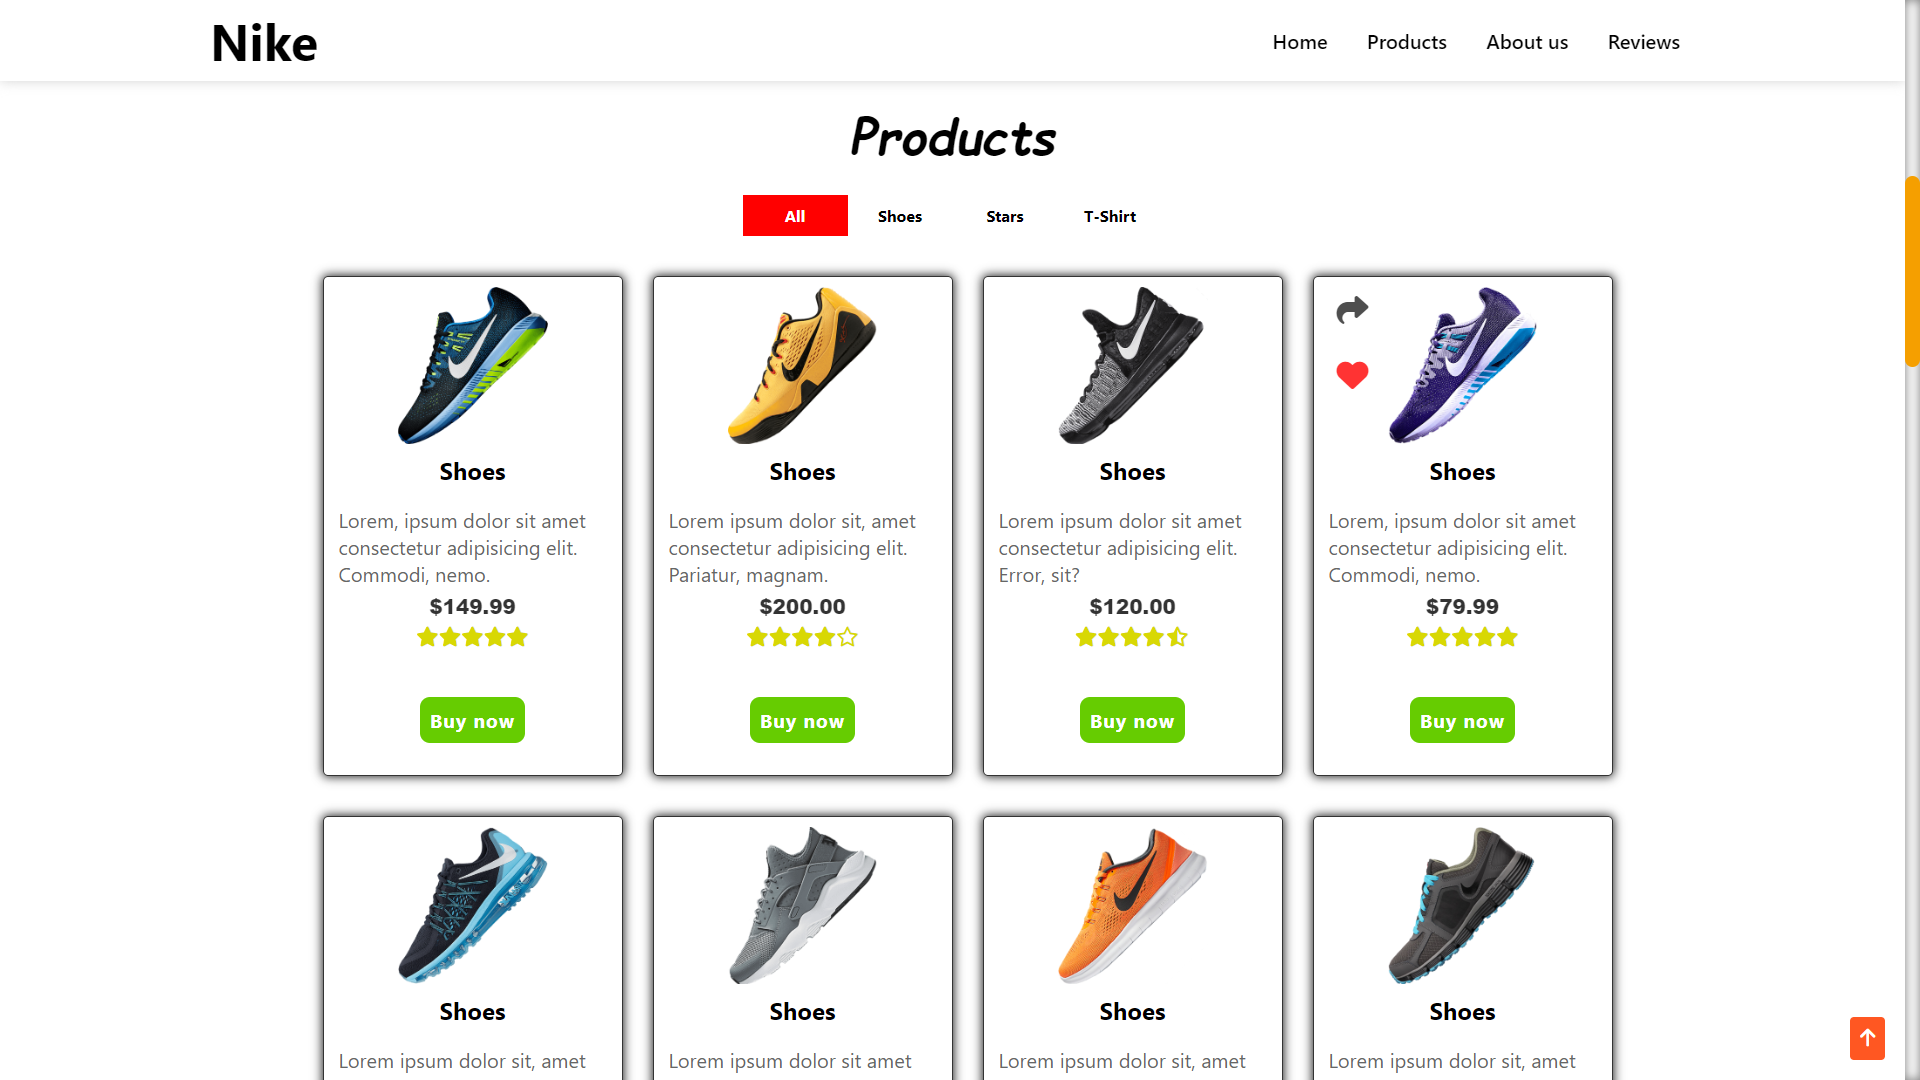 Nike
Home Products About us Reviews
Products
All Shoes Stars T-Shirt
Shoes
Lorem, ipsum dolor sit amet
consectetur adipisicing elit.
Commodi, nemo.
$149.99
Buy now
Shoes
Lorem ipsum dolor sit, amet
consectetur adipisicing elit.
Pariatur, magnam.
$200.00
Buy now
Shoes
Lorem ipsum dolor sit amet
consectetur adipisicing elit.
Error, sit?
$120.00
Buy now
Shoes
Lorem, ipsum dolor sit amet
consectetur adipisicing elit.
Commodi, nemo.
$79.99
Buy now
Shoes
Lorem ipsum dolor sit, amet
Shoes
Lorem ipsum dolor sit amet
Shoes
Lorem ipsum dolor sit, amet
Shoes
Lorem ipsum dolor sit, amet